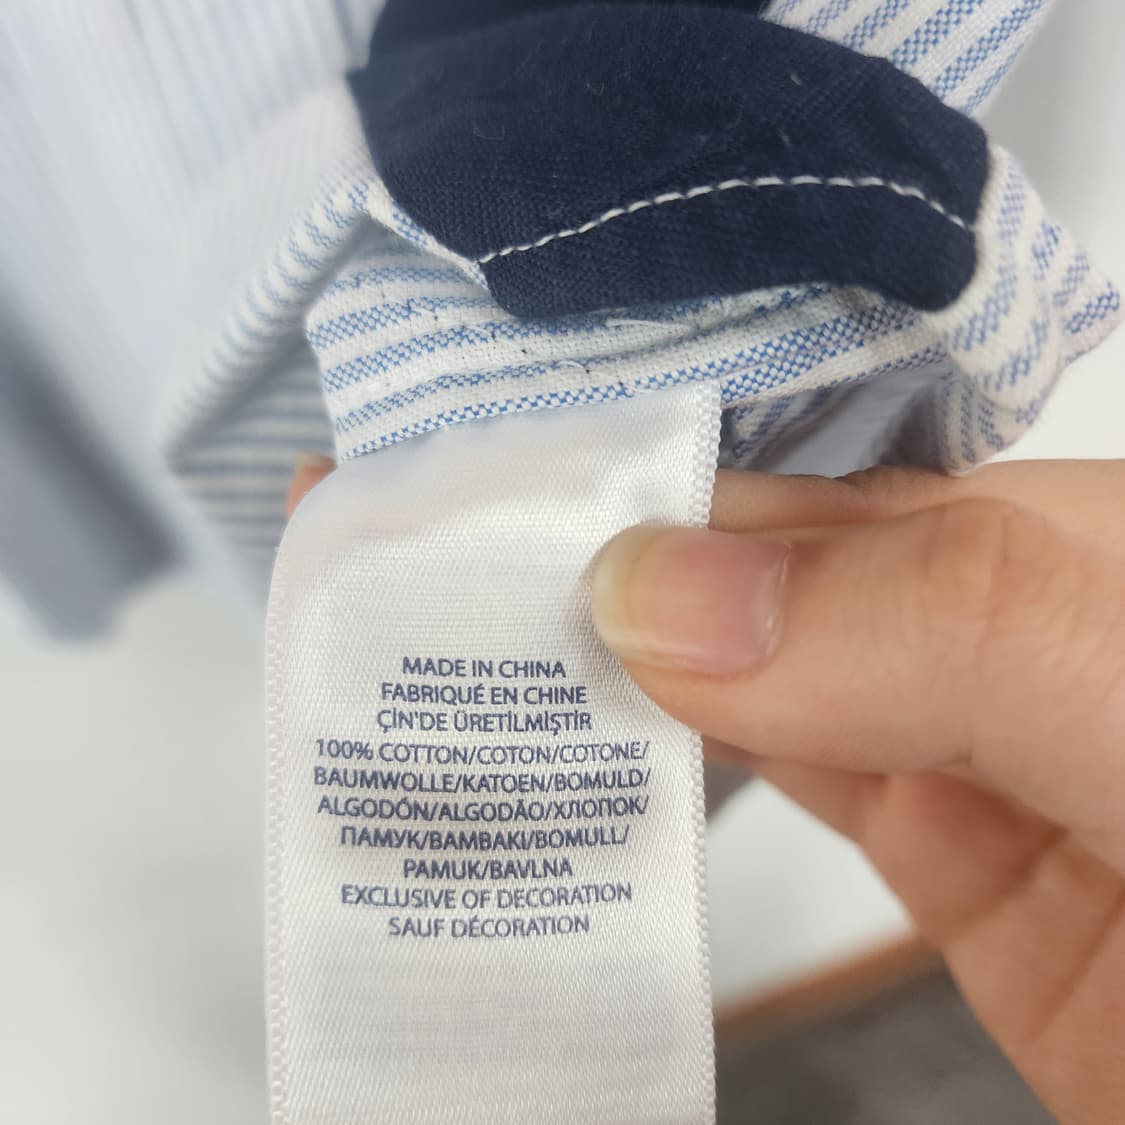 MADE IN CHINA
FABRIQUÉ EN CHINE
ÇİN'DE ÜRETİLMİŞTİR
100% COTTON/COTON/COTONE/
BAUMWOLLE/KATOEN/BOMULD/
ALGODÓN/ALGODÃO/ХЛОПОК/
ПАМУК/BAMBAKI/BOMULL/
PAMUK/BAVLNA
EXCLUSIVE OF DECORATION
SAUF DÉCORATION